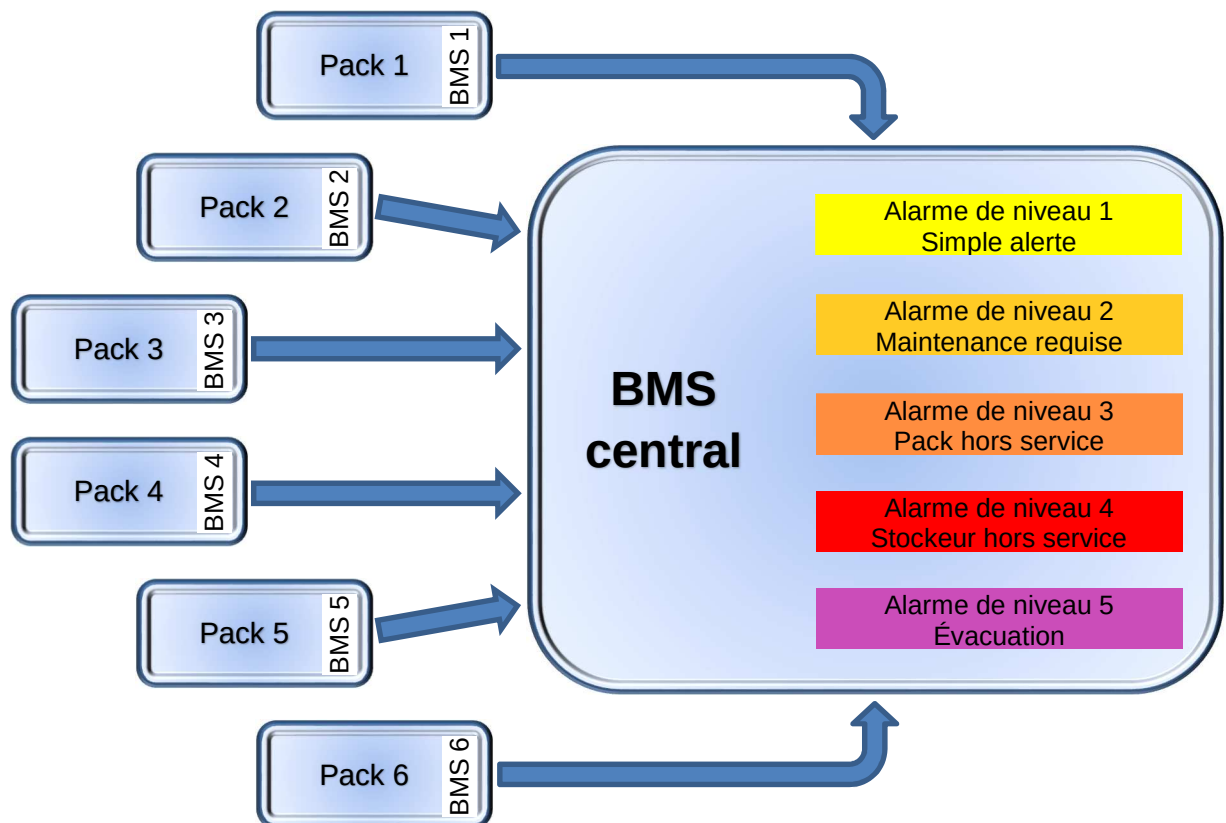 Pack 1
BMS 1
Pack 2
BMS 2
Pack 3
BMS 3
Pack 4
BMS 4
Pack 5
BMS 5
Pack 6
BMS 6
BMS
central
Alarme de niveau 1
Simple alerte
Alarme de niveau 2
Maintenance requise
Alarme de niveau 3
Pack hors service
Alarme de niveau 4
Stockeur hors service
Alarme de niveau 5
Évacuation